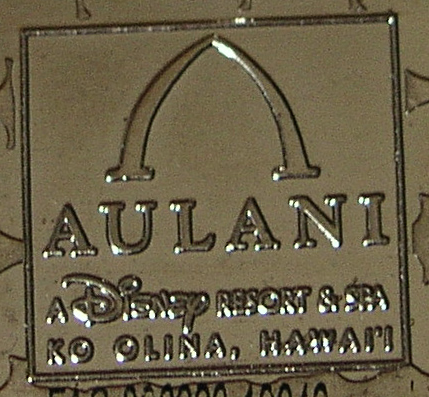 AULANI
A Disney RESORT & SPA
KO OLINA, HAWAI'I